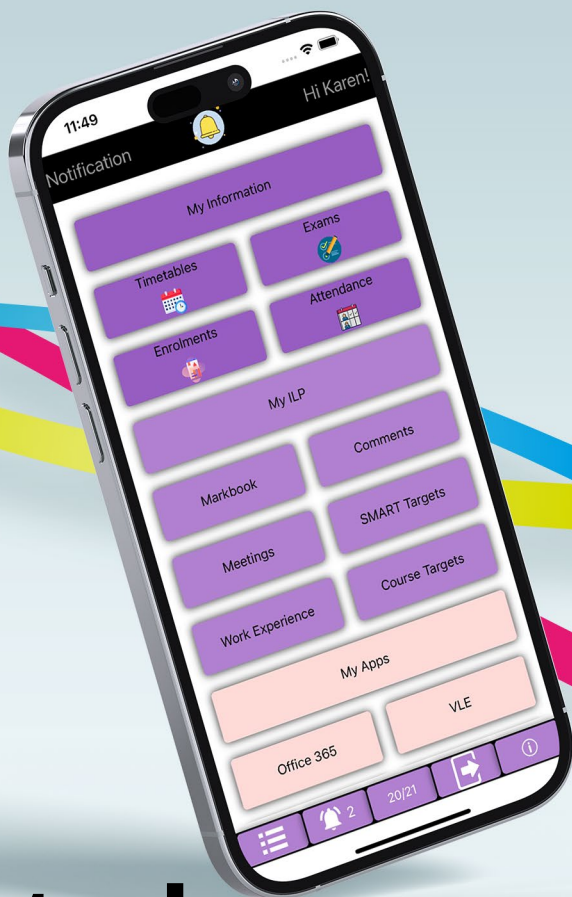 11:49
Notification
Hi Karen!
My Information
Timetables
Exams
Enrolments
Attendance
My ILP
Markbook
Comments
Meetings
SMART Targets
Work Experience
Course Targets
My Apps
Office 365
VLE
2
20/21